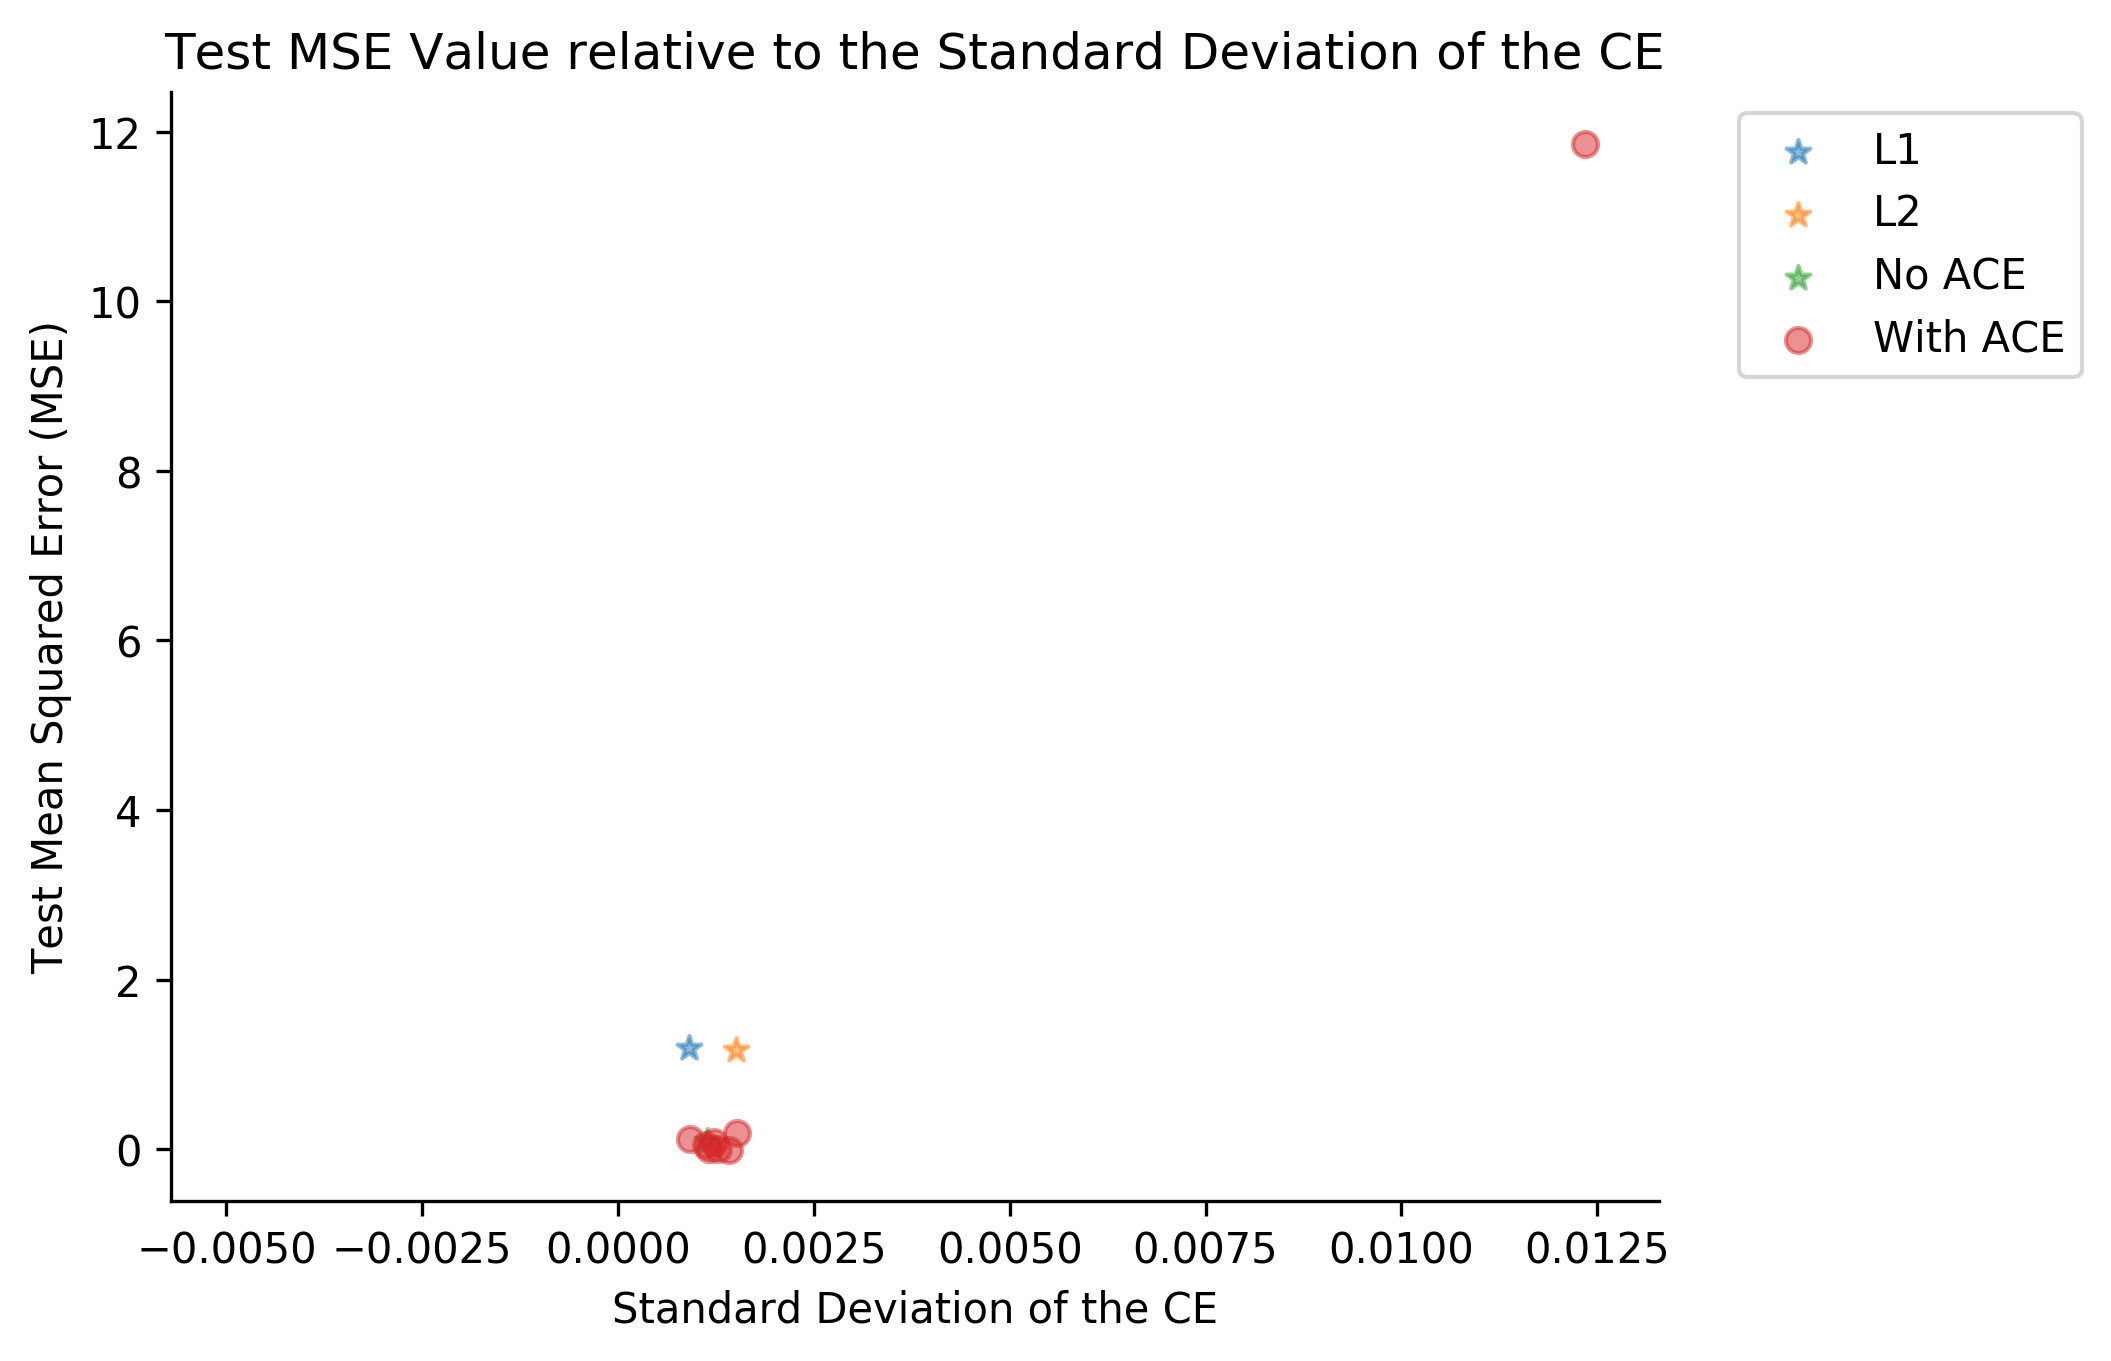 Test MSE Value relative to the Standard Deviation of the CE
Test Mean Squared Error (MSE)
12
10
8
6
4
2
0
−0.0050 −0.0025 0.0000 0.0025 0.0050 0.0075 0.0100 0.0125
Standard Deviation of the CE
L1
L2
No ACE
With ACE